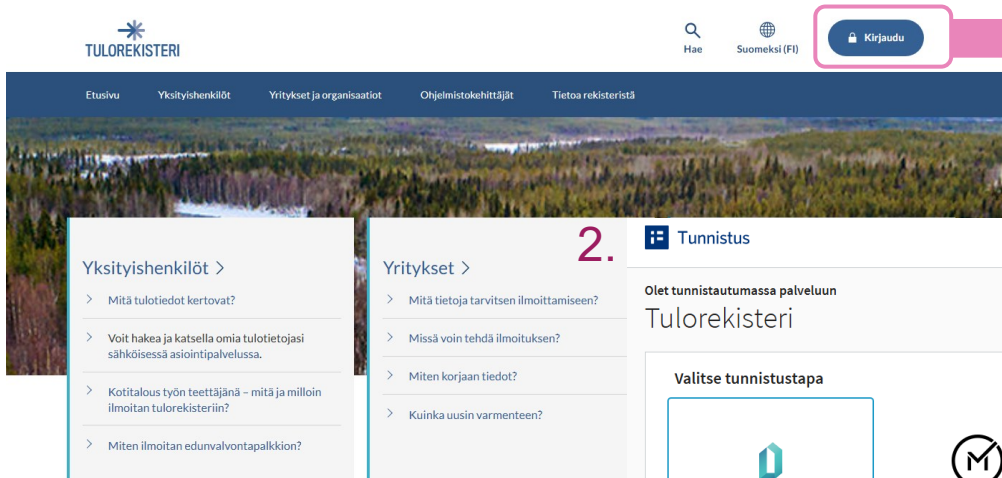 TULOREKISTERI
Hae
Suomeksi (FI)
Kirjaudu
Etusivu
Yksityishenkilöt
Yritykset ja organisaatiot
Ohjelmistokehittäjät
Tietoa rekisteristä
Yksityishenkilöt >
Mitä tulotiedot kertovat?
Voit hakea ja katsella omia tulotietojasi
sähköisessä asiointipalvelussa.
Kotitalous työn teettäjänä – mitä ja milloin
ilmoitan tulorekisteriin?
Miten ilmoitan edunvalvontapalkkion?
Yritykset >
Mitä tietoja tarvitsen ilmoittamiseen?
Missä voin tehdä ilmoituksen?
Miten korjaan tiedot?
Kuinka uusin varmenteen?
2.
Tunnistus
Olet tunnistautumassa palveluun
Tulorekisteri
Valitse tunnistustapa
M